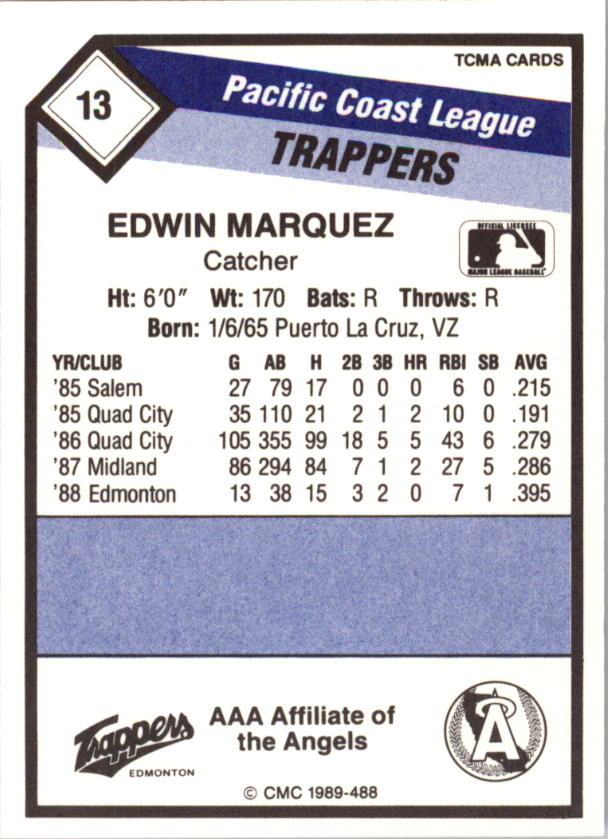 TCMA CARDS
13
Pacific Coast League
TRAPPERS
EDWIN MARQUEZ
Catcher
OFFICIAL LICENSEE
MAJOR LEAGUE BASEBALL
Ht: 6'0" Wt: 170 Bats: R Throws: R
Born: 1/6/65 Puerto La Cruz, VZ
YR/CLUB G AB H 2B 3B HR RBI SB AVG
'85 Salem 27 79 17 0 0 0 6 0 .215
'85 Quad City 35 110 21 2 1 2 10 0 .191
'86 Quad City 105 355 99 18 5 5 43 6 .279
'87 Midland 86 294 84 7 1 2 27 5 .286
'88 Edmonton 13 38 15 3 2 0 7 1 .395
Trappers
EDMONTON
AAA Affiliate of
the Angels
A
© CMC 1989-488